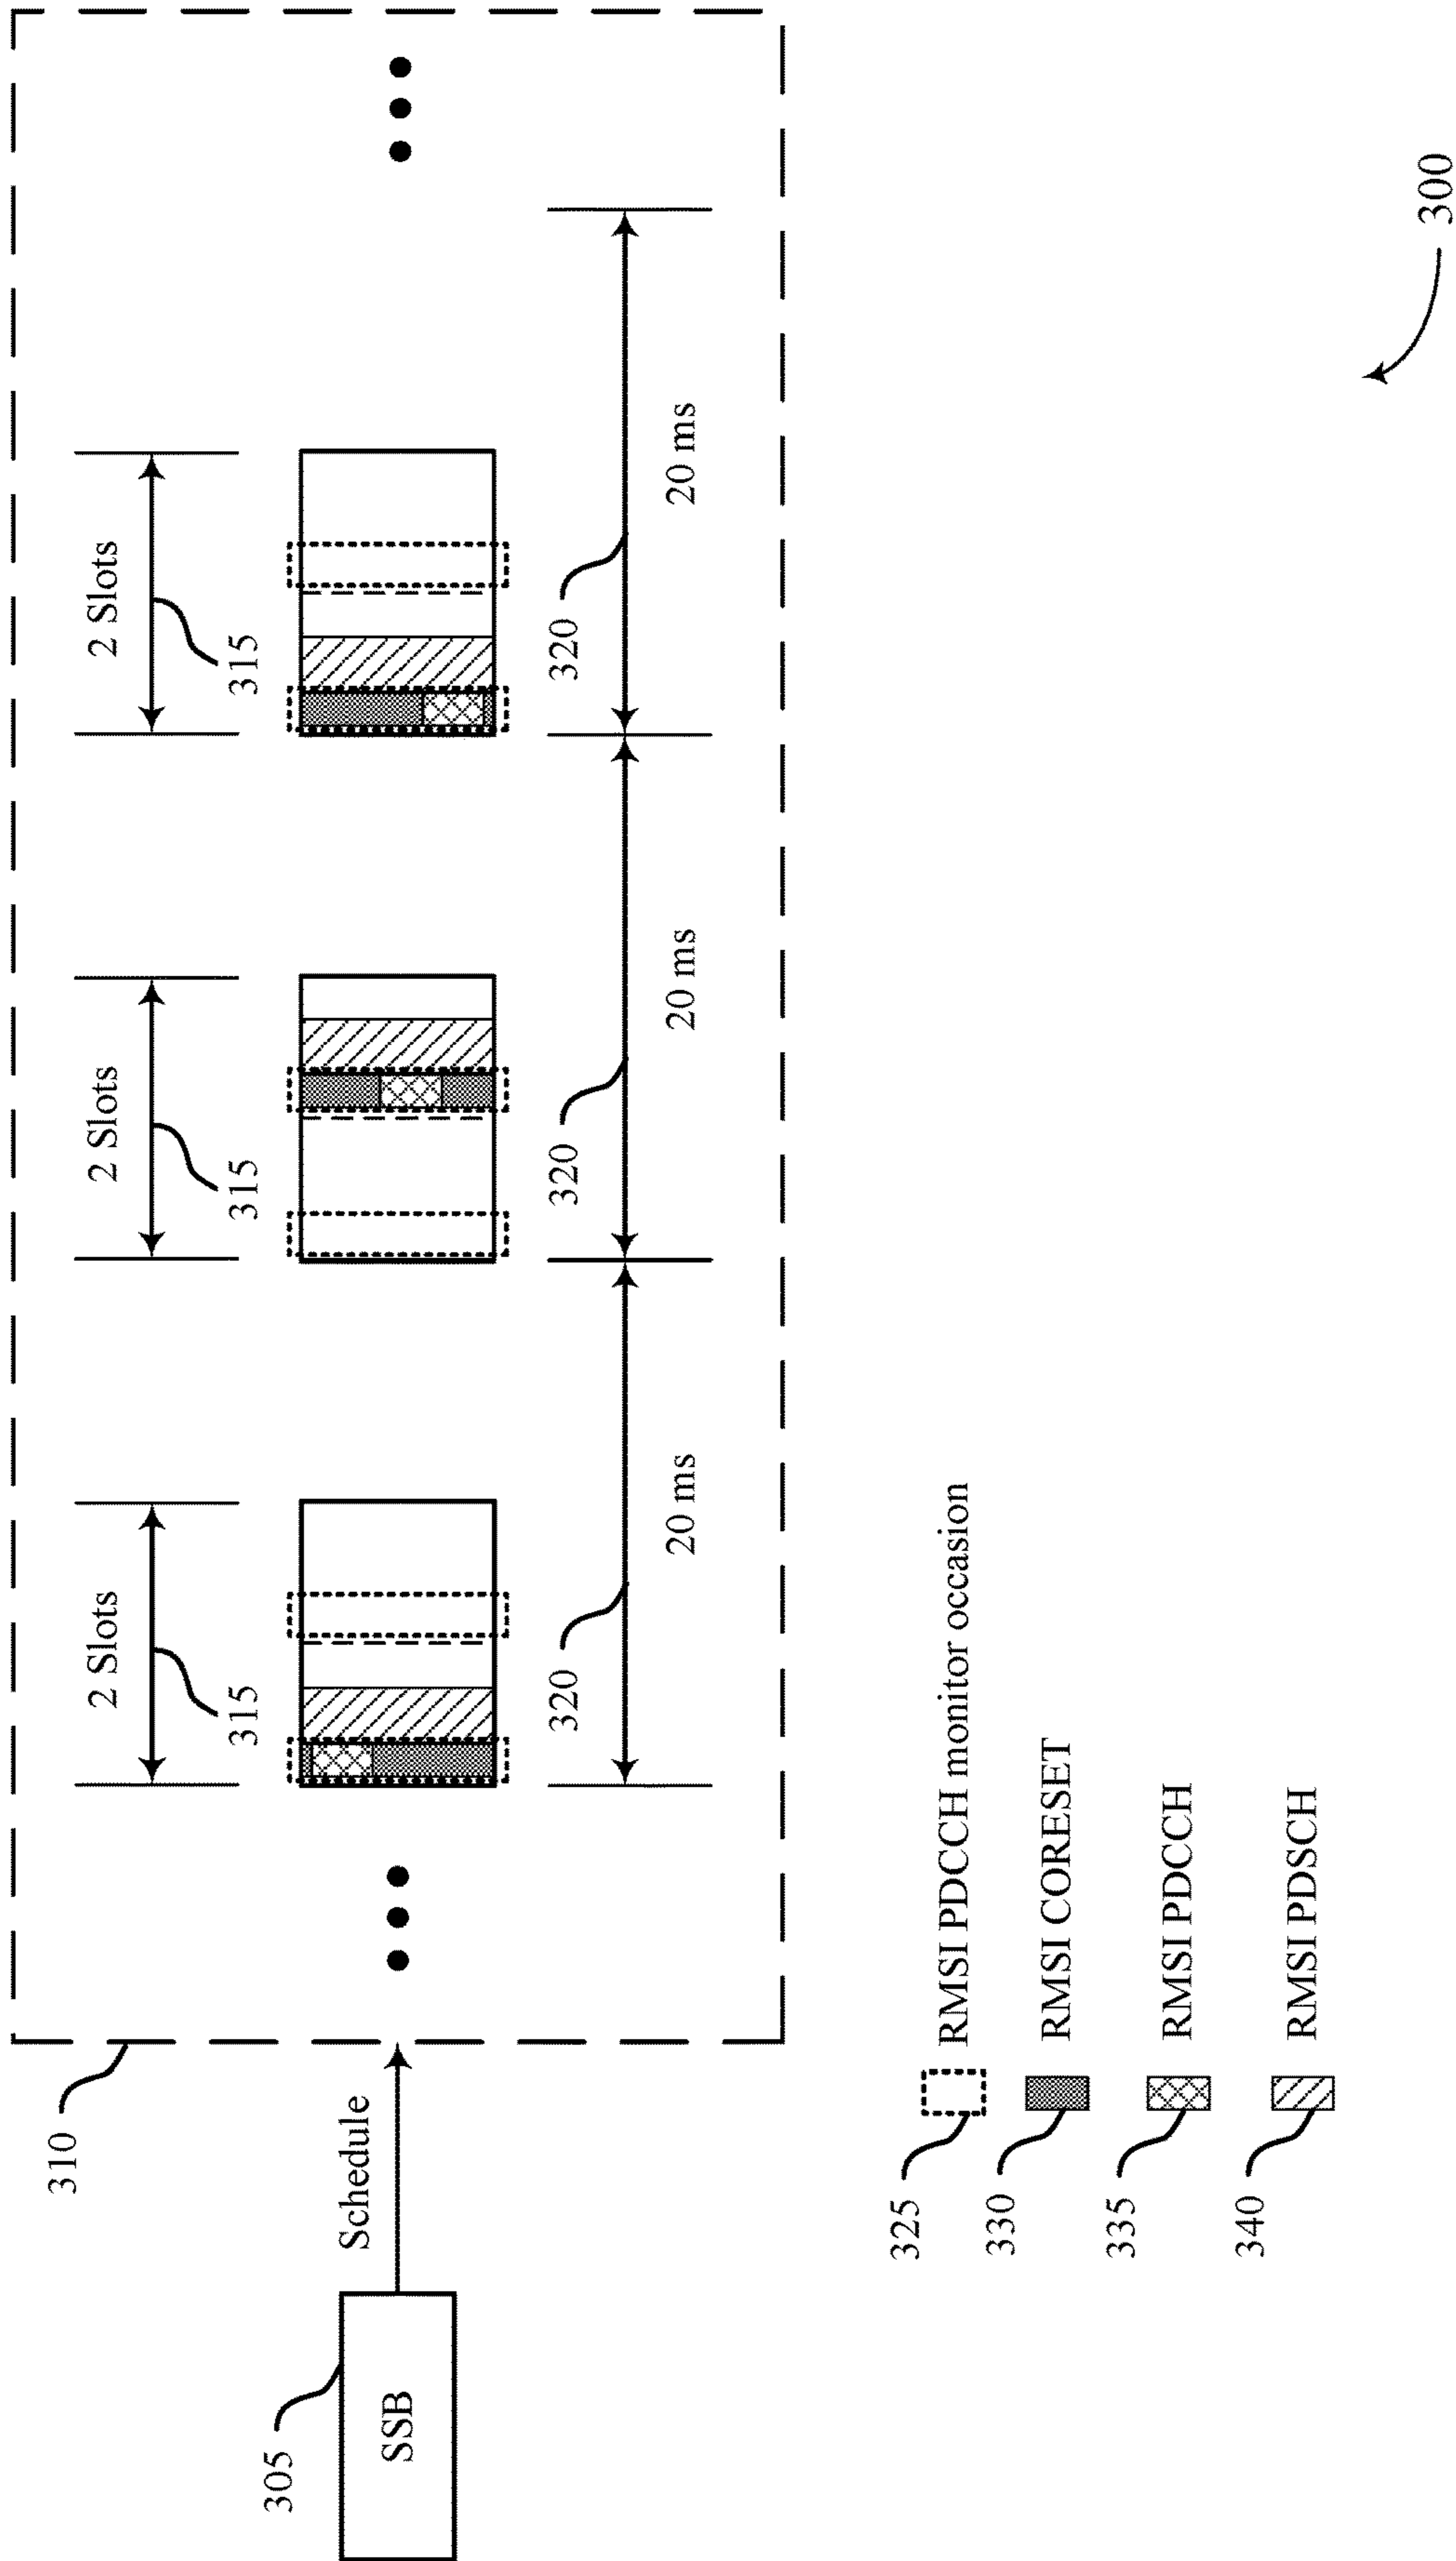 305
SSB
Schedule
310
2 Slots
315
2 Slots
315
2 Slots
315
320
20 ms
320
20 ms
320
20 ms
325
RMSI PDCCH monitor occasion
330
RMSI CORESET
335
RMSI PDCCH
340
RMSI PDSCH
300